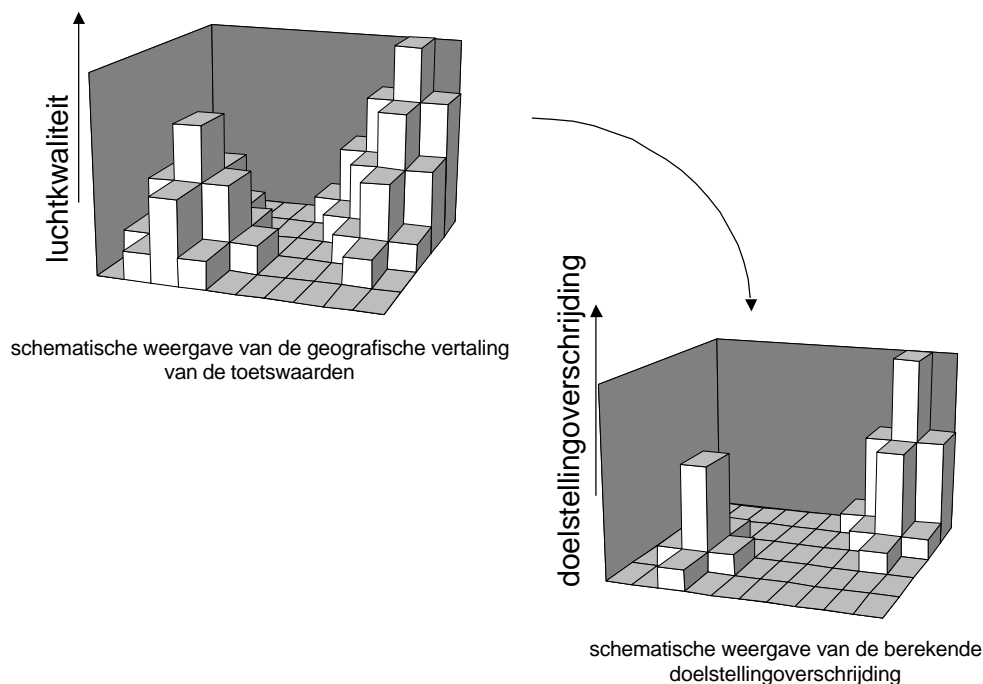 luchtkwaliteit
schematische weergave van de geografische vertaling
van de toetswaarden
doelstellingoverschrijding
schematische weergave van de berekende
doelstellingoverschrijding